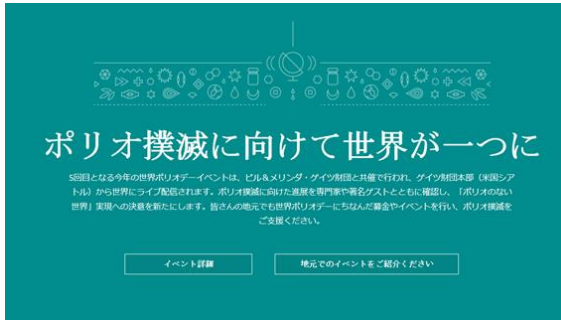 ポリオ撲滅に向けて世界が一つに
5回目となる今年の世界ポリオデーイベントは、ビル&メリンダ・ゲイツ財団と共催で行われ、ゲイツ財団本部（米国シア
トル）から世界にライブ配信されます。ポリオ撲滅に向けた進展を専門家や著名ゲストとともに確認し、「ポリオのない
世界」実現への決意を新たにします。皆さんの地元でも世界ポリオデーにちなんだ募金やイベントを行い、ポリオ撲滅を
ご支援ください。
イベント詳細
地元でのイベントをご紹介ください